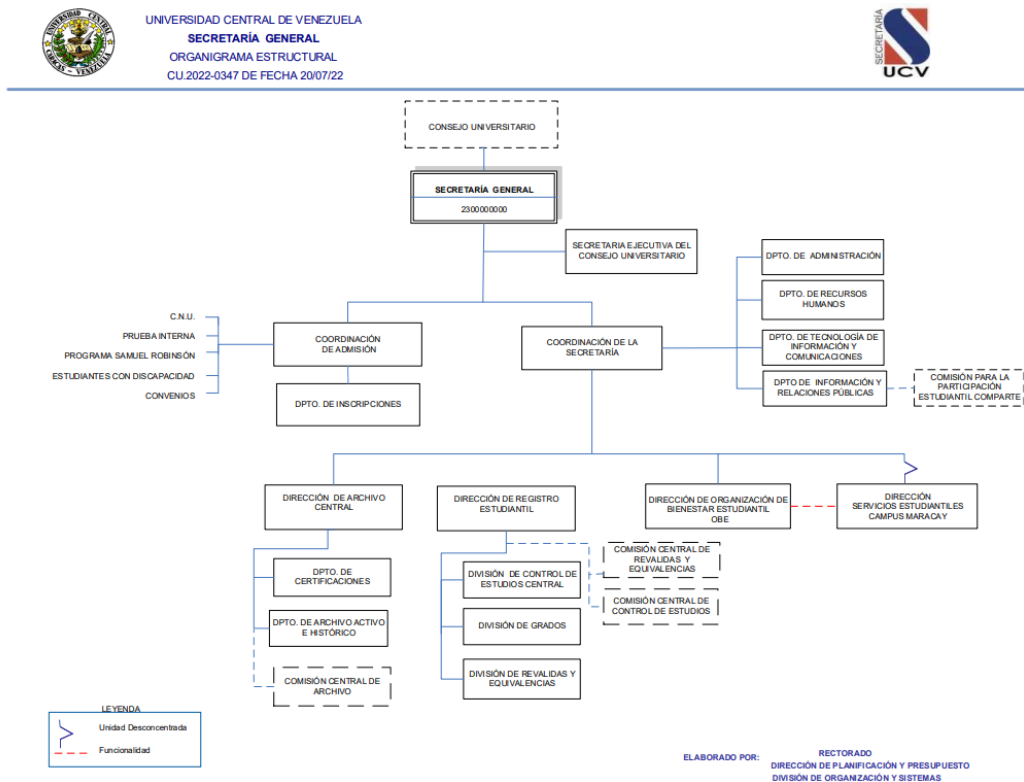 UNIVERSIDAD CENTRAL DE VENEZUELA
SECRETARÍA GENERAL
ORGANIGRAMA ESTRUCTURAL
CU.2022-0347 DE FECHA 20/07/22
UNIVERSIDAD CENTRAL
CARACAS - VENEZUELA
SECRETARÍA
UCV
CONSEJO UNIVERSITARIO
SECRETARÍA GENERAL
2300000000
SECRETARIA EJECUTIVA DEL
CONSEJO UNIVERSITARIO
DPTO. DE ADMINISTRACIÓN
DPTO. DE RECURSOS
HUMANOS
DPTO. DE TECNOLOGÍA DE
INFORMACIÓN Y
COMUNICACIONES
DPTO DE INFORMACIÓN Y
RELACIONES PÚBLICAS
COMISIÓN PARA LA
PARTICIPACIÓN
ESTUDIANTIL COMPARTE
C.N.U.
PRUEBA INTERNA
PROGRAMA SAMUEL ROBINSÓN
ESTUDIANTES CON DISCAPACIDAD
CONVENIOS
COORDINACIÓN
DE ADMISIÓN
COORDINACIÓN DE LA
SECRETARÍA
DPTO. DE INSCRIPCIONES
DIRECCIÓN DE ARCHIVO
CENTRAL
DIRECCIÓN DE REGISTRO
ESTUDIANTIL
DIRECCIÓN DE ORGANIZACIÓN DE
BIENESTAR ESTUDIANTIL
OBE
DIRECCIÓN
SERVICIOS ESTUDIANTILES
CAMPUS MARACAY
DPTO. DE
CERTIFICACIONES
DPTO. DE ARCHIVO ACTIVO
E HISTÓRICO
COMISIÓN CENTRAL DE
ARCHIVO
DIVISIÓN DE CONTROL DE
ESTUDIOS CENTRAL
DIVISIÓN DE GRADOS
DIVISIÓN DE REVALIDAS Y
EQUIVALENCIAS
COMISIÓN CENTRAL DE
REVALIDAS Y
EQUIVALENCIAS
COMISIÓN CENTRAL DE
CONTROL DE ESTUDIOS
LEYENDA
Unidad Desconcentrada
Funcionalidad
ELABORADO POR:
RECTORADO
DIRECCIÓN DE PLANIFICACIÓN Y PRESUPUESTO
DIVISIÓN DE ORGANIZACIÓN Y SISTEMAS